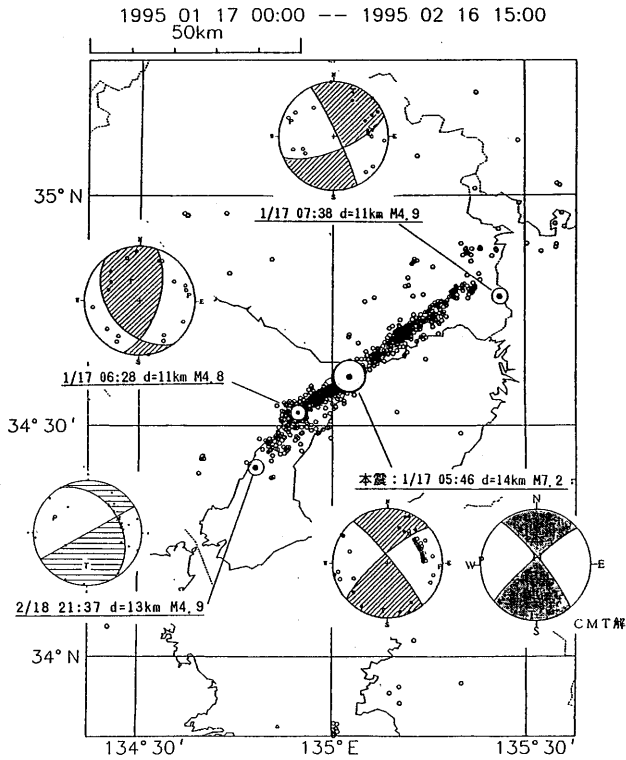 1995 01 17 00:00 -- 1995 02 16 15:00
50km
N
W
P
T
E
S
35°N
1/17 07:38 d=11km M4.9
N
W
T
P
E
S
1/17 06:28 d=11km M4.8
34°30'
本震：1/17 05:46 d=14km M7.2
P
T
2/18 21:37 d=13km M4.9
N
W
E
P
S
N
W
P
E
T
S
CMT解
34°N
134°30'
135°E
135°30'